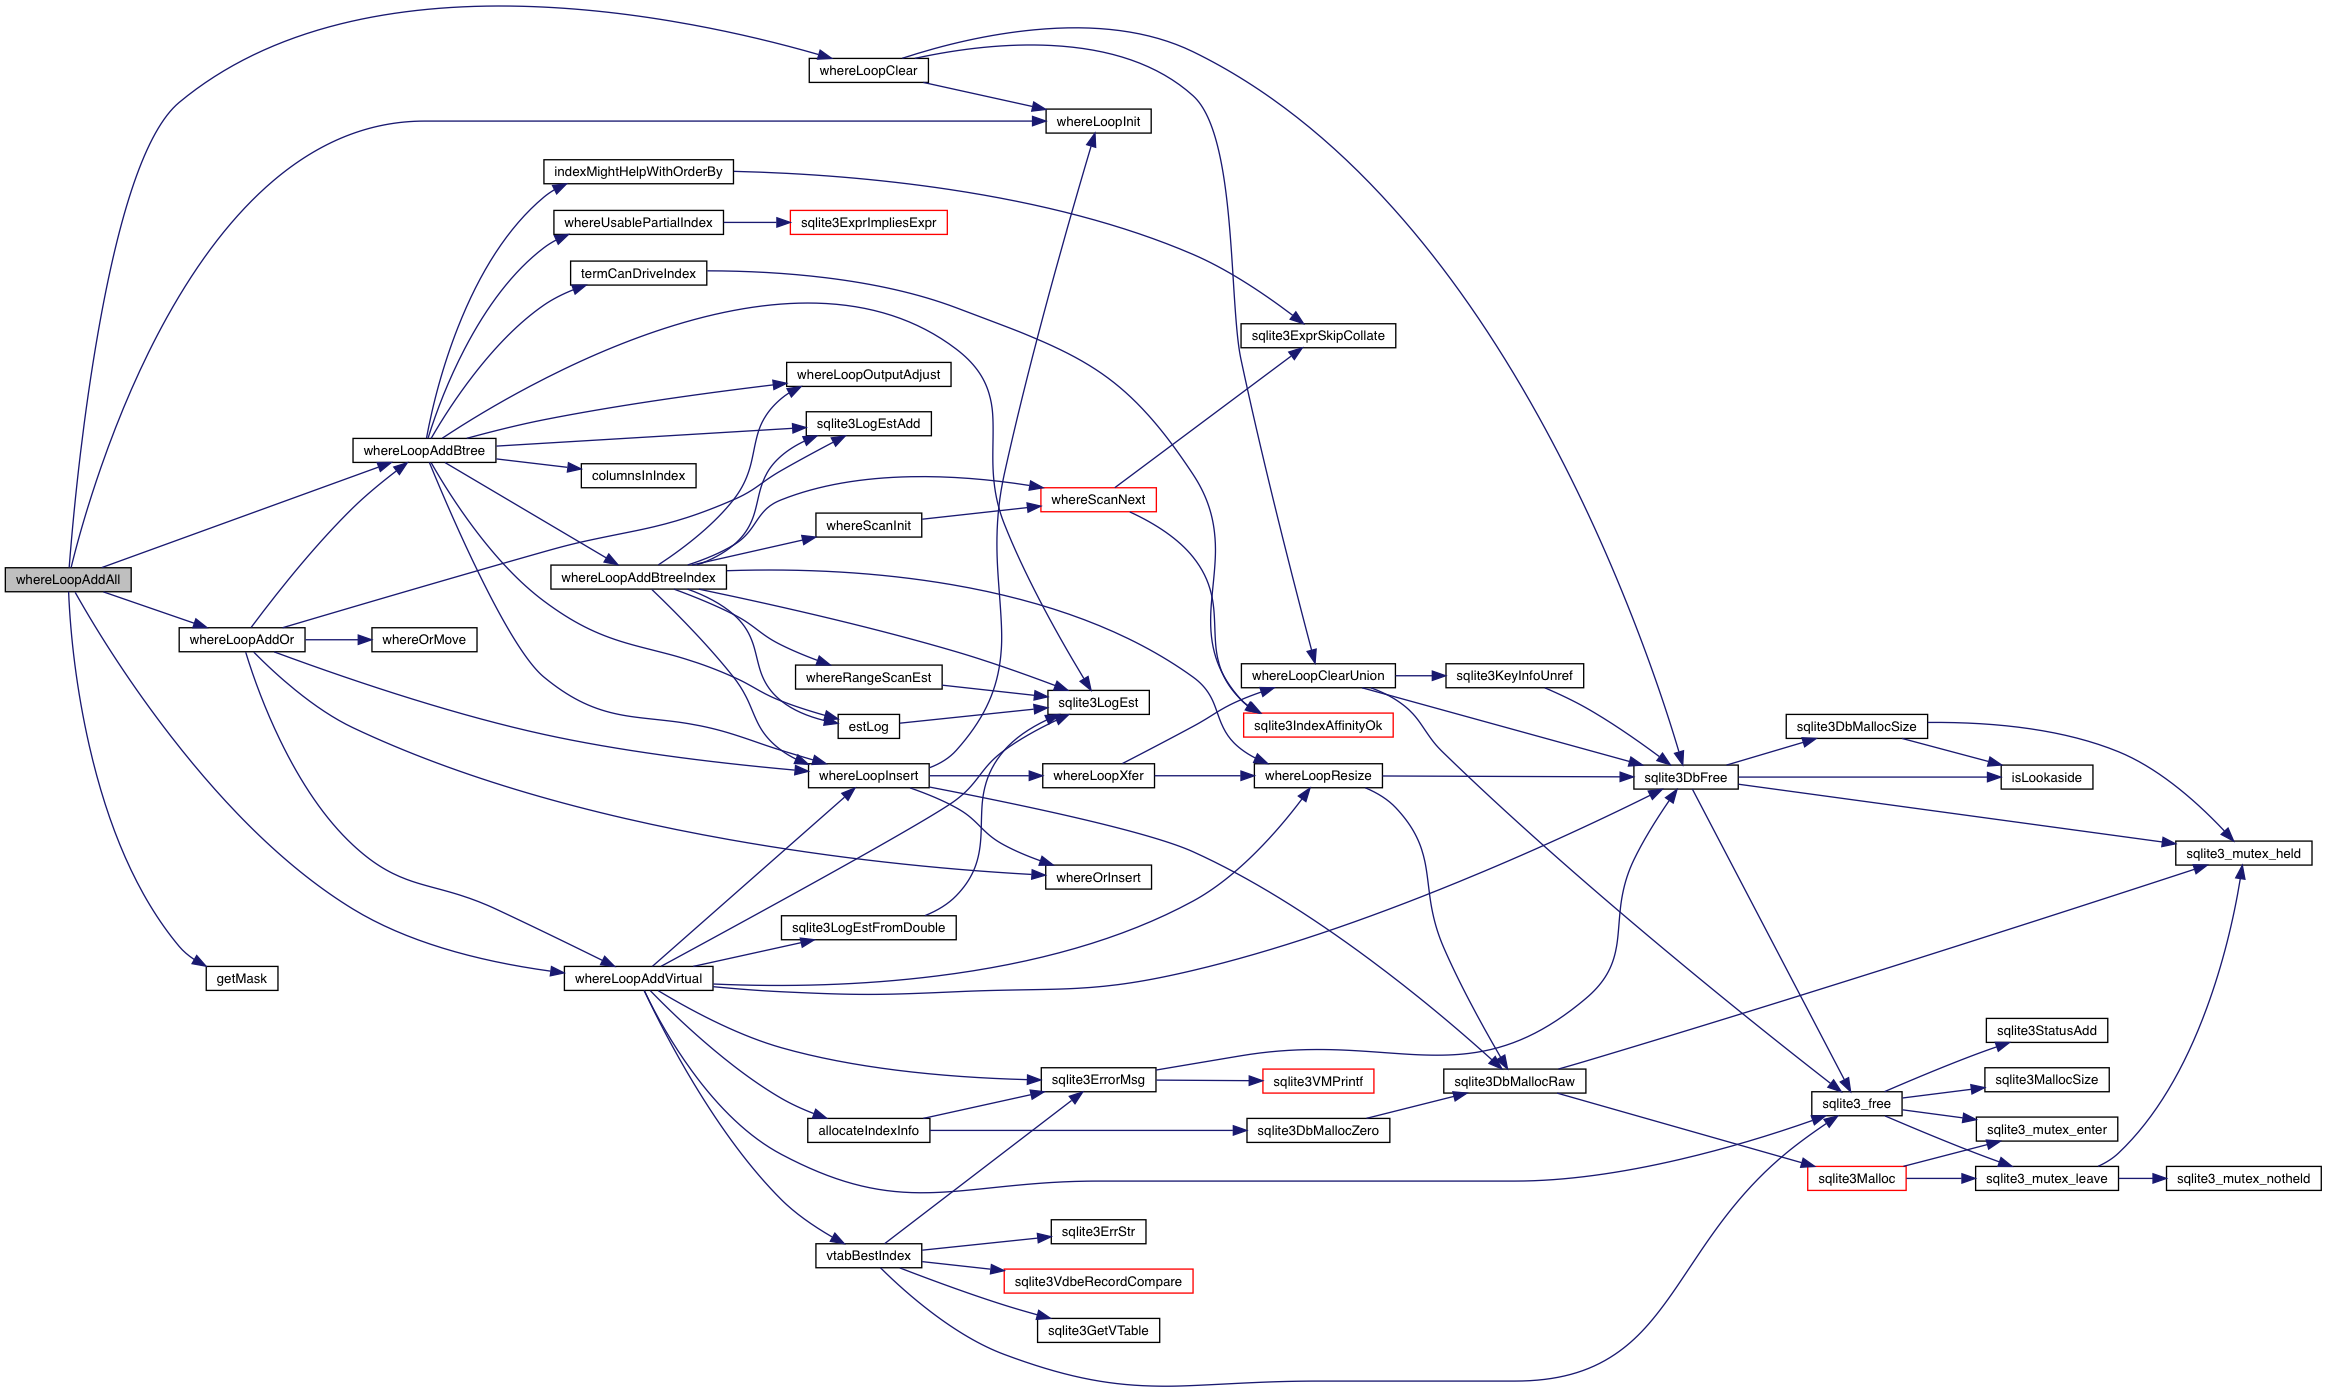 whereLoopClear
whereLoopInit
indexMightHelpWithOrderBy
whereUsablePartialIndex
sqlite3ExprImpliesExpr
termCanDriveIndex
sqlite3ExprSkipCollate
whereLoopOutputAdjust
sqlite3LogEstAdd
whereLoopAddBtree
columnsInIndex
whereScanNext
whereScanInit
whereLoopAddAll
whereLoopAddBtreeIndex
whereLoopAddOr
whereOrMove
whereRangeScanEst
whereLoopClearUnion
sqlite3KeyInfoUnref
sqlite3LogEst
estLog
sqlite3IndexAffinityOk
sqlite3DbMallocSize
whereLoopInsert
whereLoopXfer
whereLoopResize
sqlite3DbFree
isLookaside
sqlite3_mutex_held
whereOrInsert
sqlite3LogEstFromDouble
getMask
whereLoopAddVirtual
sqlite3StatusAdd
sqlite3ErrorMsg
sqlite3VMPrintf
sqlite3DbMallocRaw
sqlite3MallocSize
sqlite3_free
allocateIndexInfo
sqlite3DbMallocZero
sqlite3_mutex_enter
sqlite3Malloc
sqlite3_mutex_leave
sqlite3_mutex_notheld
sqlite3ErrStr
vtabBestIndex
sqlite3VdbeRecordCompare
sqlite3GetVTable